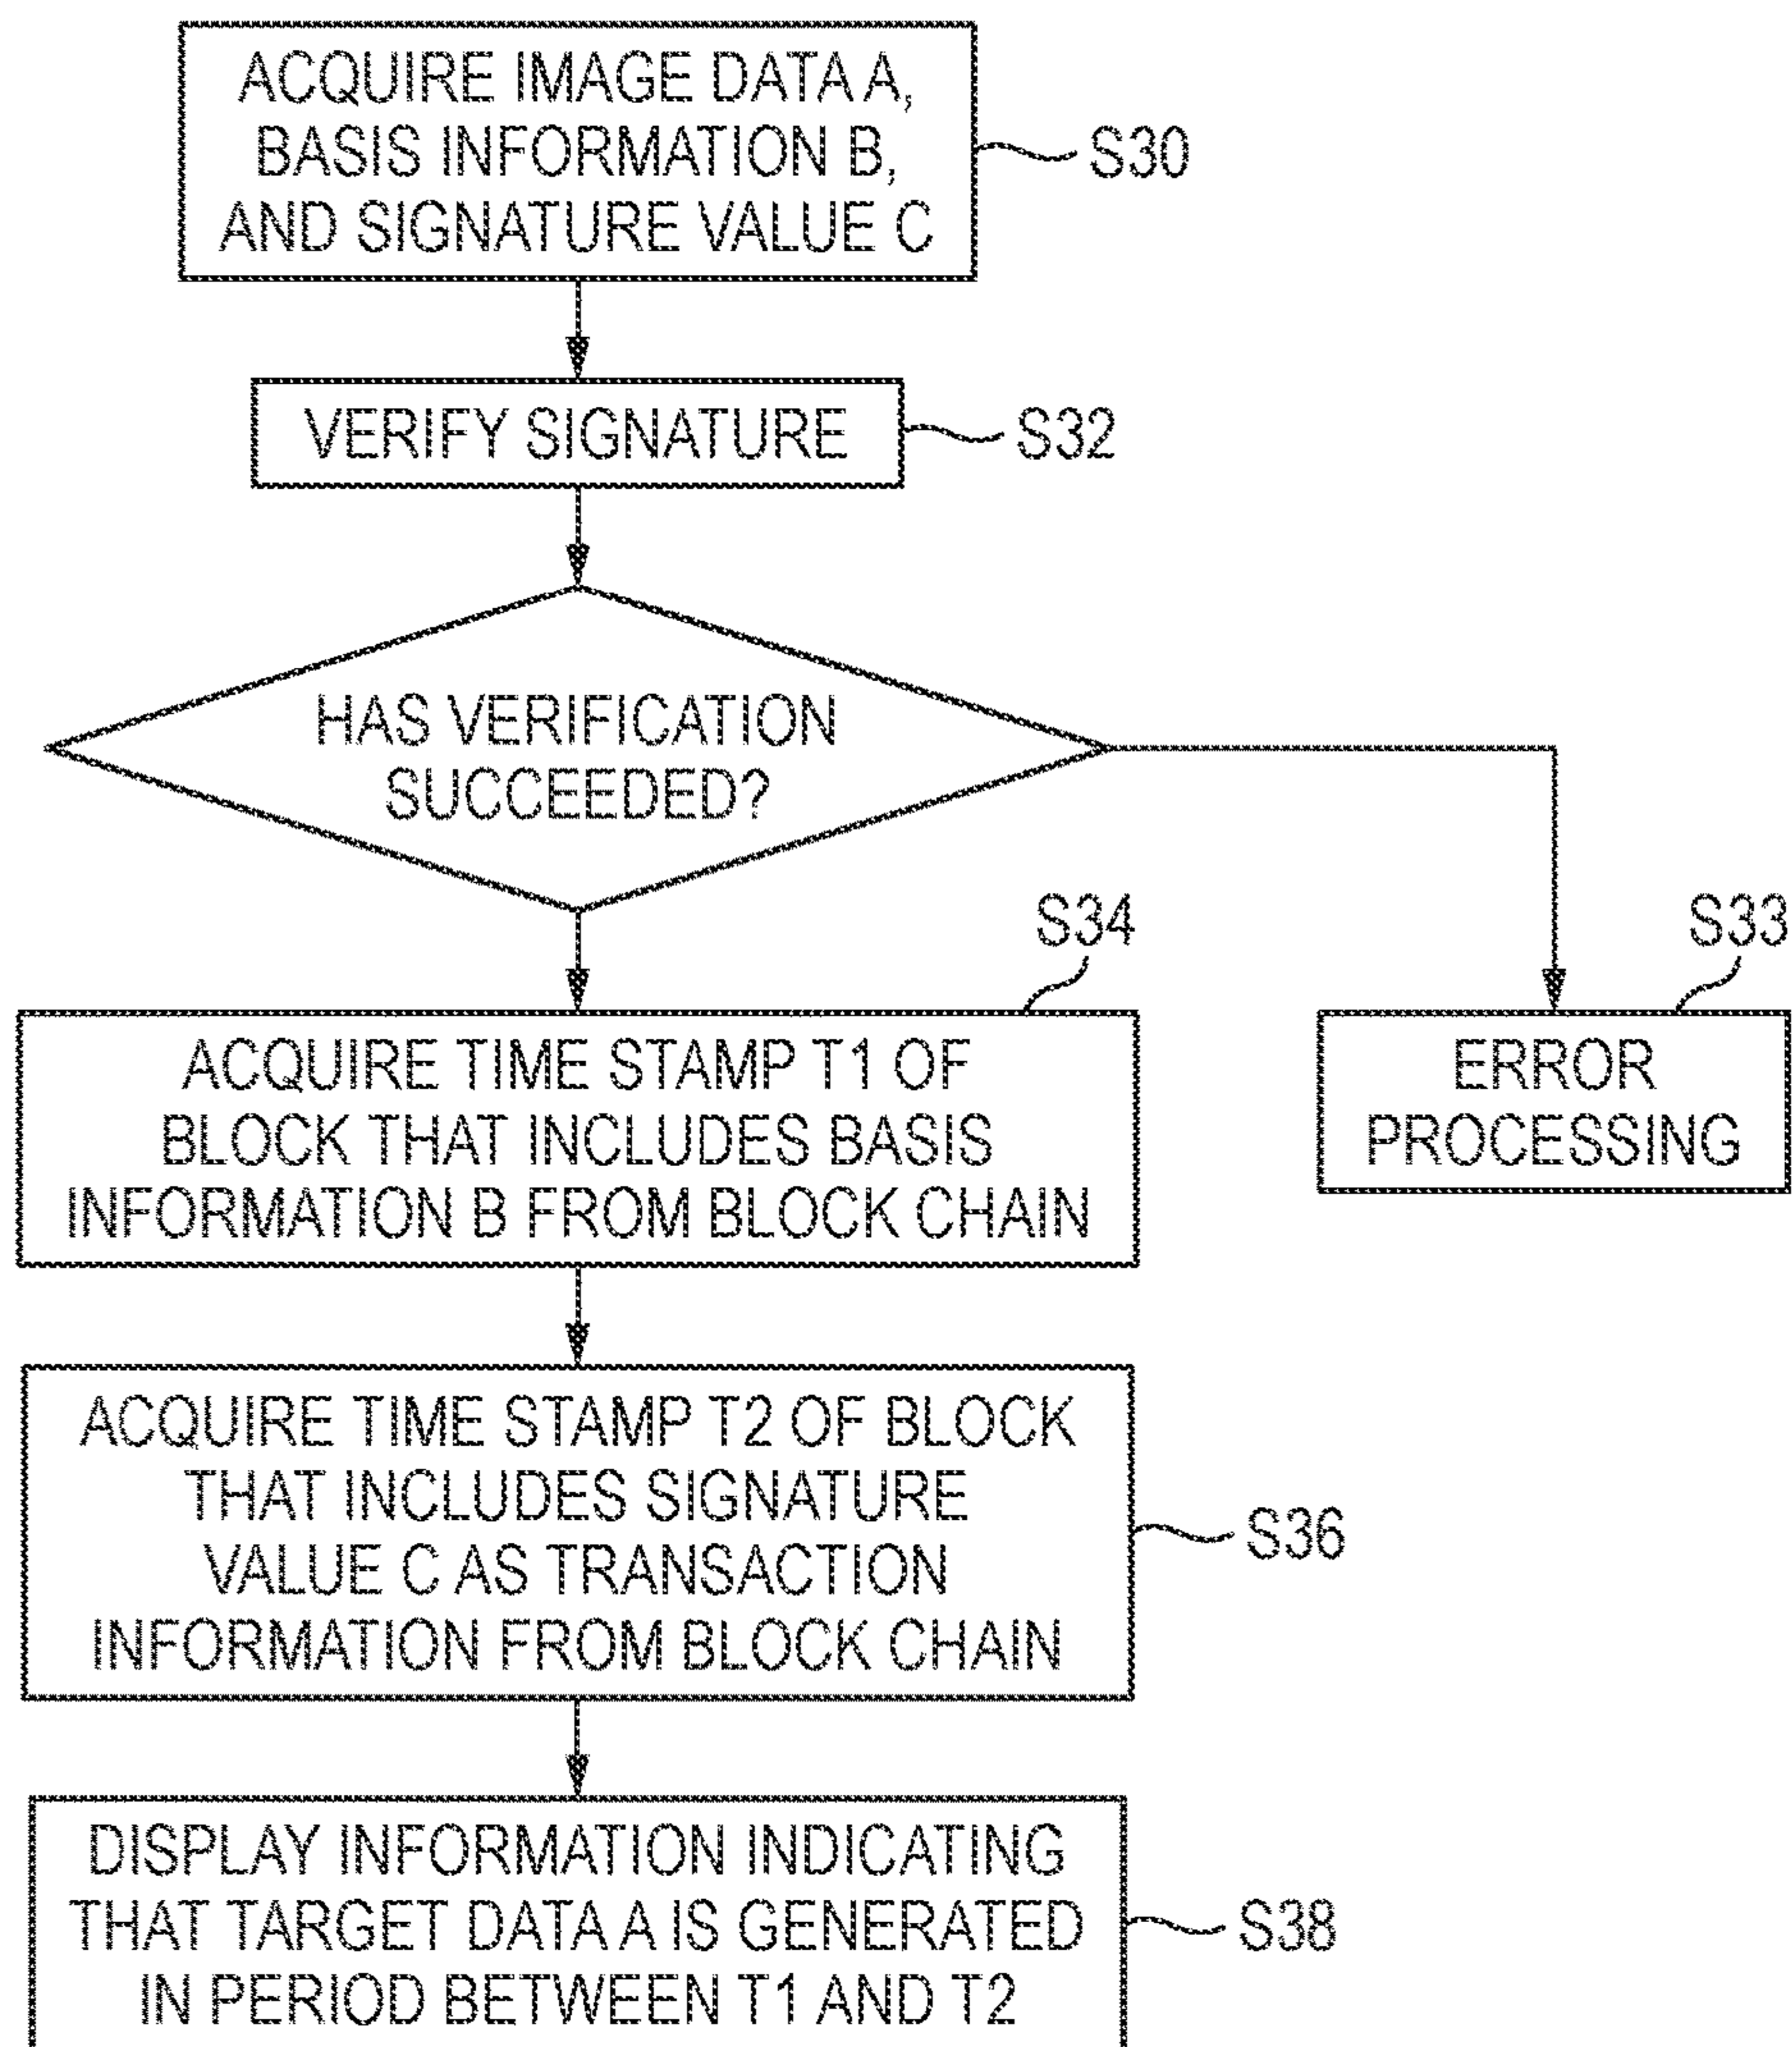 ACQUIRE IMAGE DATA A,
BASIS INFORMATION B,
AND SIGNATURE VALUE C
S30
VERIFY SIGNATURE
S32
HAS VERIFICATION
SUCCEEDED?
S34
S33
ACQUIRE TIME STAMP T1 OF
BLOCK THAT INCLUDES BASIS
INFORMATION B FROM BLOCK CHAIN
ERROR
PROCESSING
ACQUIRE TIME STAMP T2 OF BLOCK
THAT INCLUDES SIGNATURE
VALUE C AS TRANSACTION
INFORMATION FROM BLOCK CHAIN
S36
DISPLAY INFORMATION INDICATING
THAT TARGET DATA A IS GENERATED
IN PERIOD BETWEEN T1 AND T2
S38